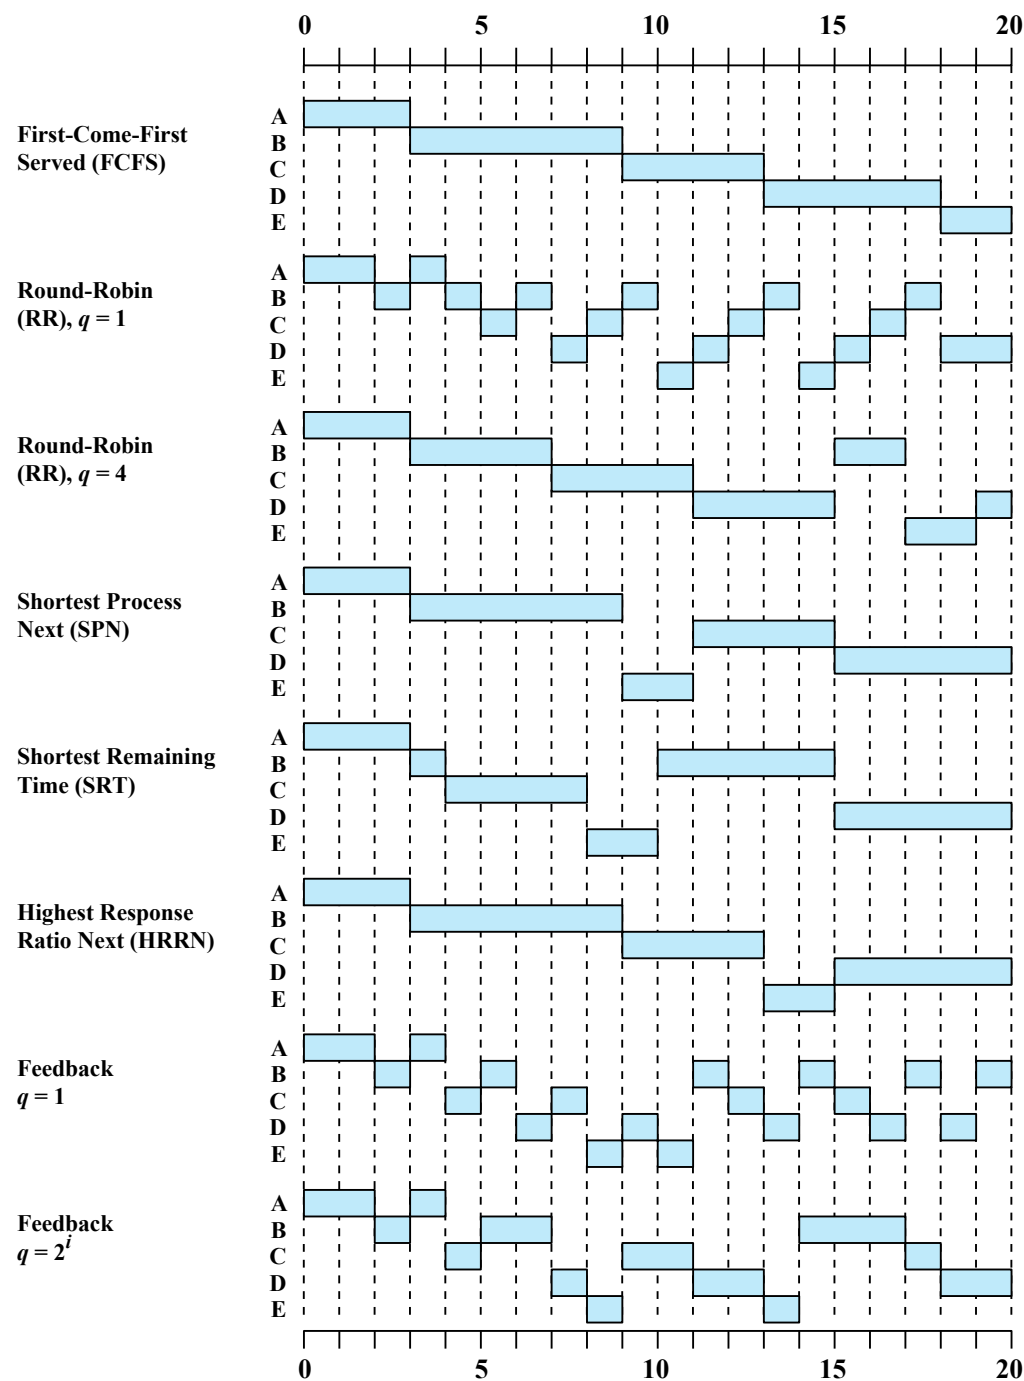 0 5 10 15 20
A
First-Come-First
B
Served (FCFS)
C
D
E
A
Round-Robin
B
(RR), q = 1
C
D
E
A
Round-Robin
B
(RR), q = 4
C
D
E
A
Shortest Process
B
Next (SPN)
C
D
E
A
Shortest Remaining
B
Time (SRT)
C
D
E
A
Highest Response
B
Ratio Next (HRRN)
C
D
E
A
Feedback
B
q = 1
C
D
E
A
Feedback
B
q = 2^i
C
D
E
0 5 10 15 20